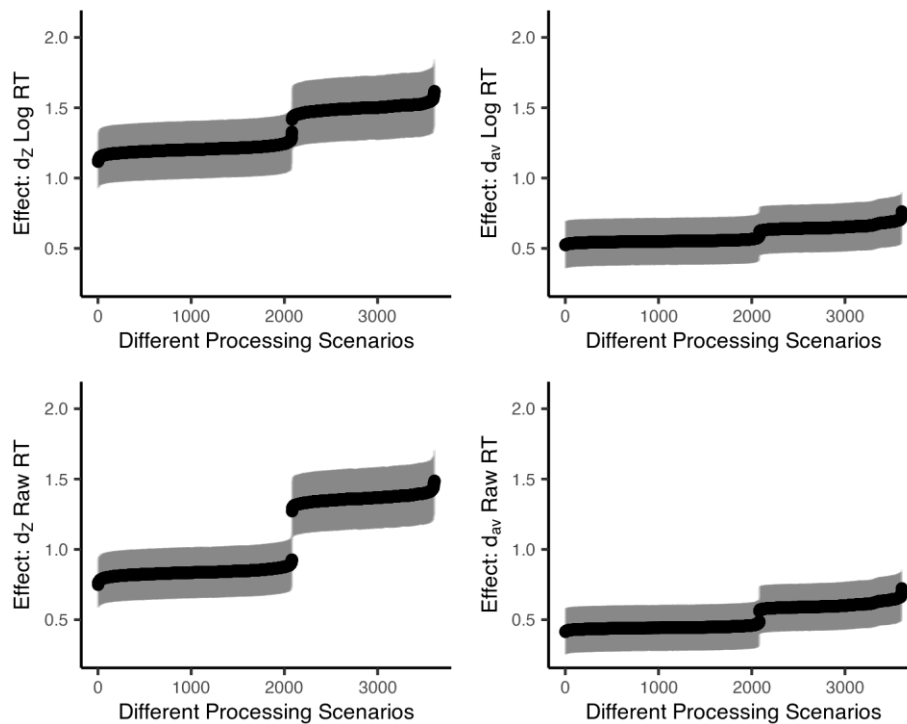 Effect: dz Log RT
2.0
1.5
1.0
0.5
0 1000 2000 3000
Different Processing Scenarios
Effect: dav Log RT
2.0
1.5
1.0
0.5
0 1000 2000 3000
Different Processing Scenarios
Effect: dz Raw RT
2.0
1.5
1.0
0.5
0 1000 2000 3000
Different Processing Scenarios
Effect: dav Raw RT
2.0
1.5
1.0
0.5
0 1000 2000 3000
Different Processing Scenarios